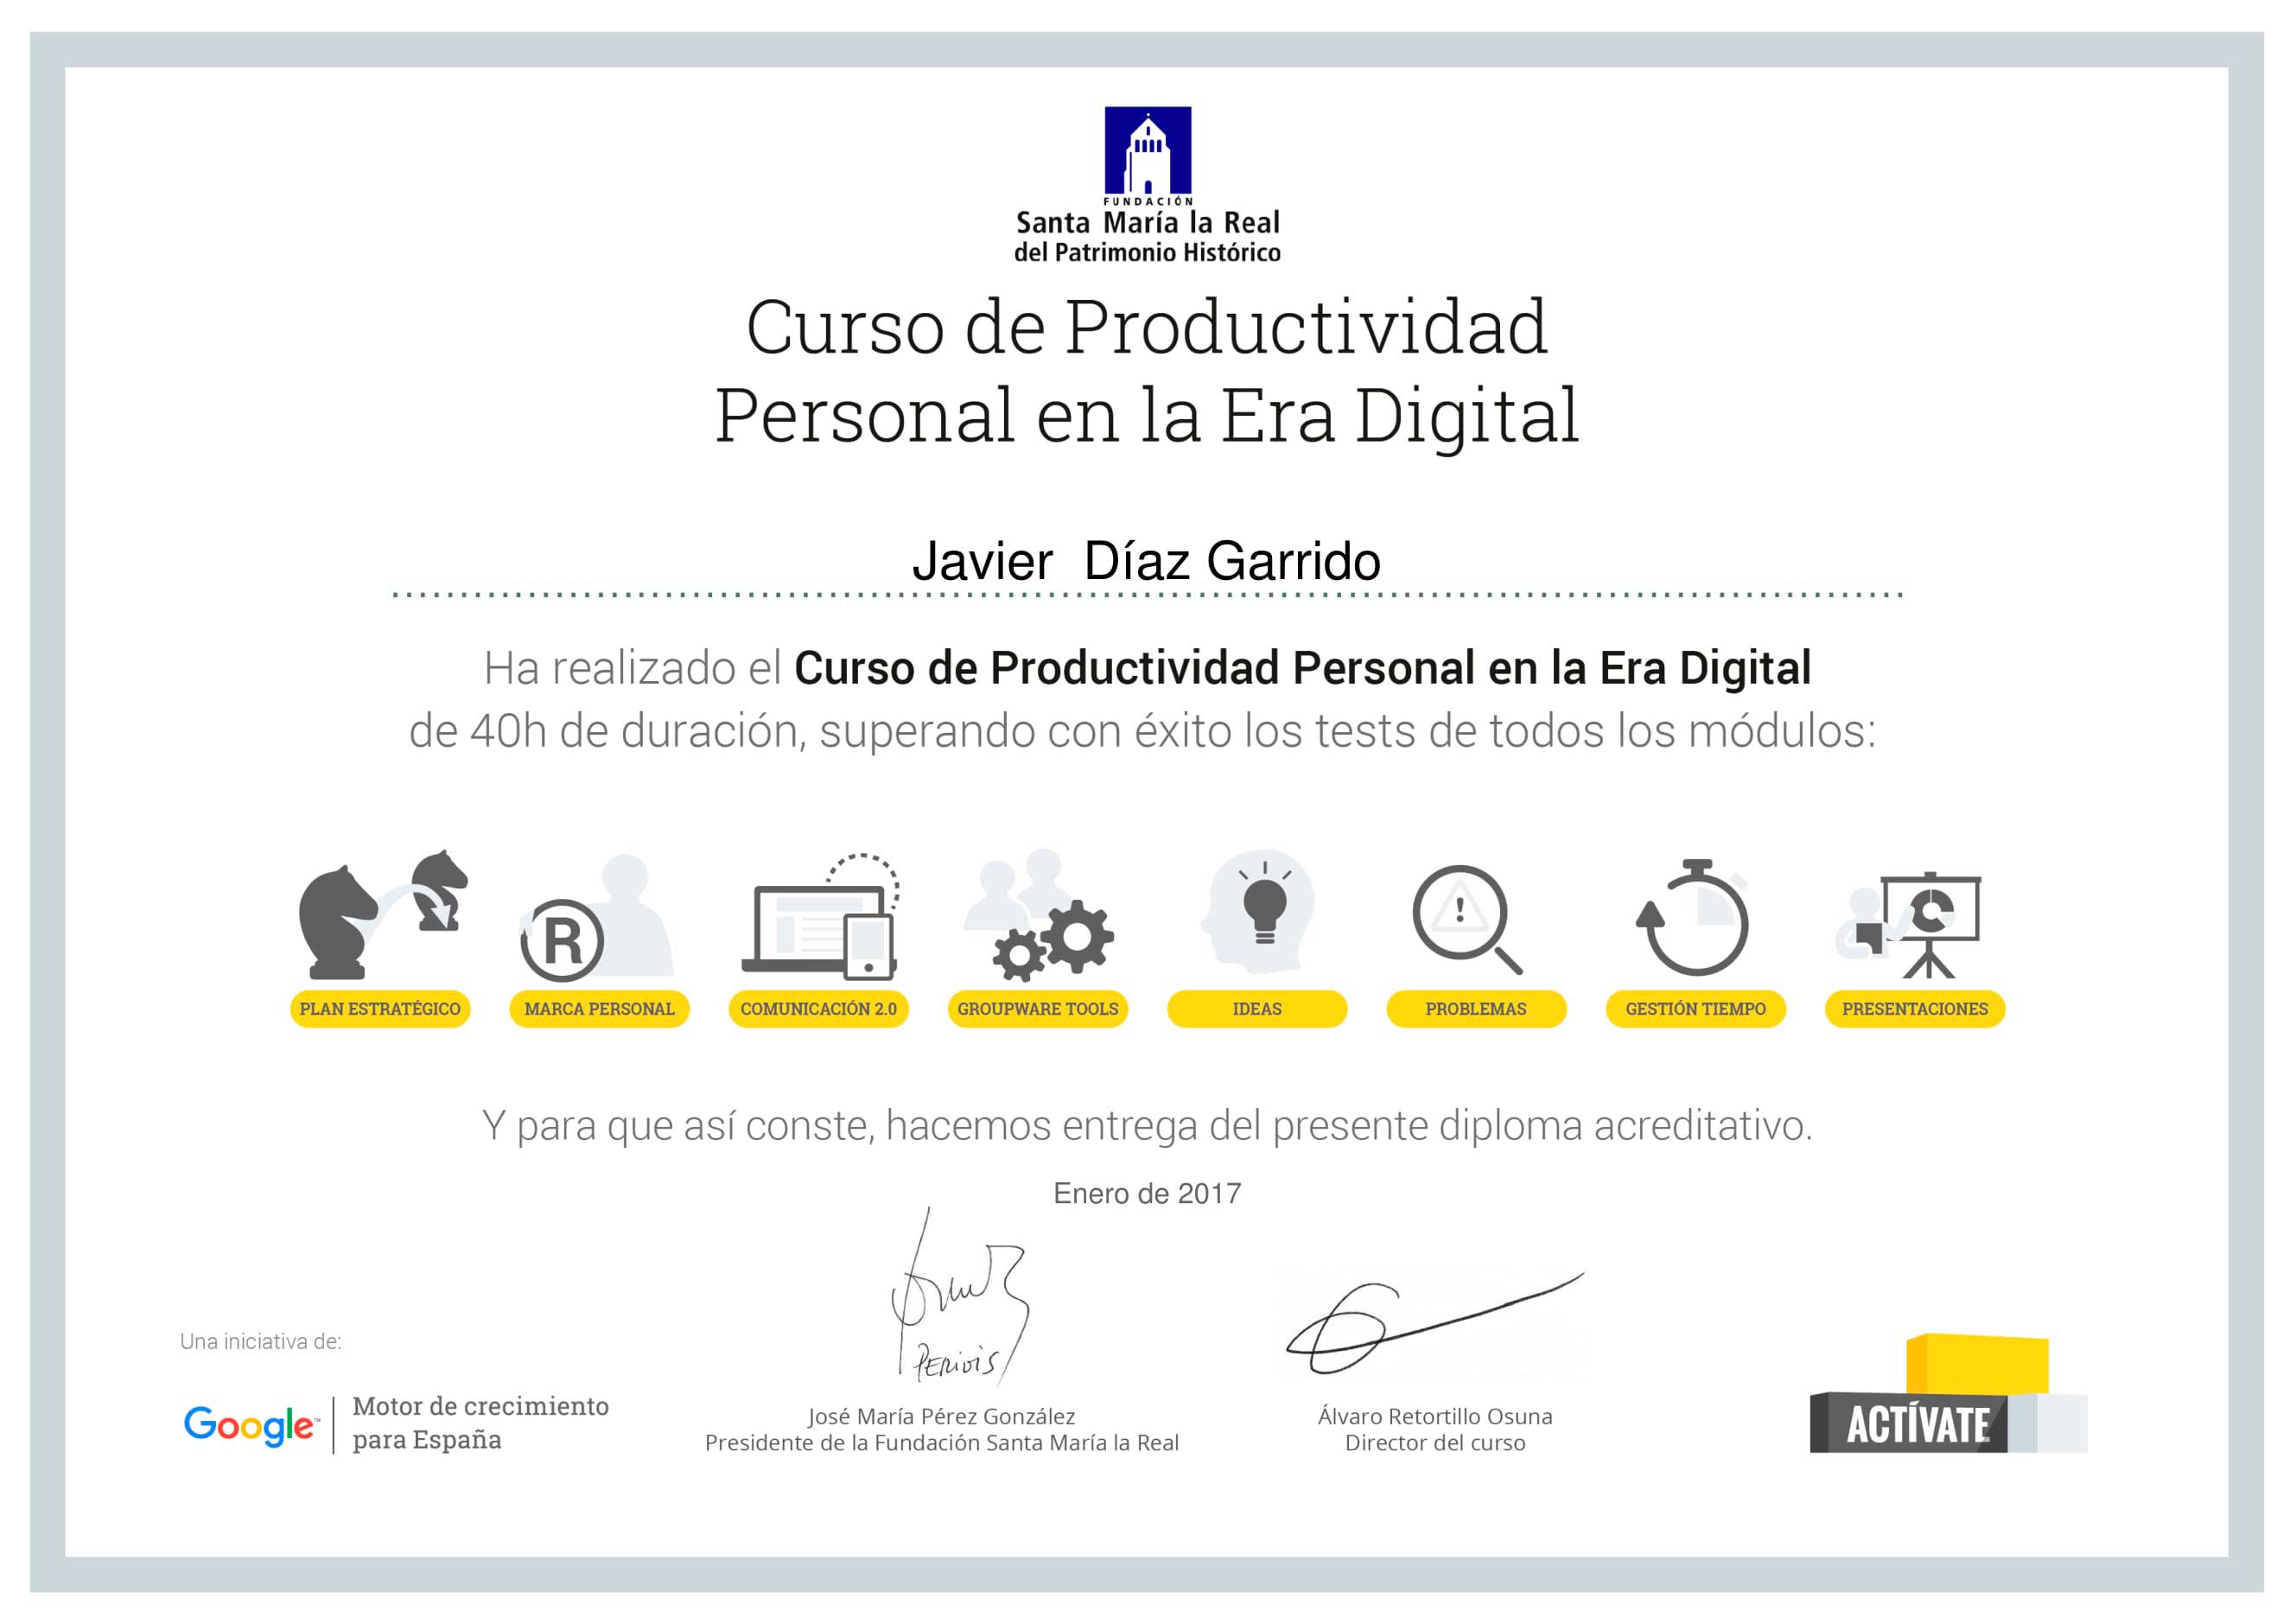 FUNDACIÓN
Santa María la Real
del Patrimonio Histórico
Curso de Productividad
Personal en la Era Digital
Javier Díaz Garrido
Ha realizado el Curso de Productividad Personal en la Era Digital
de 40h de duración, superando con éxito los tests de todos los módulos:
R
!
PLAN ESTRATÉGICO
MARCA PERSONAL
COMUNICACIÓN 2.0
GROUPWARE TOOLS
IDEAS
PROBLEMAS
GESTIÓN TIEMPO
PRESENTACIONES
Y para que así conste, hacemos entrega del presente diploma acreditativo.
Enero de 2017
PERIDIS
Una iniciativa de:
Google™
Motor de crecimiento
para España
José María Pérez González
Presidente de la Fundación Santa María la Real
Álvaro Retortillo Osuna
Director del curso
ACTÍVATE